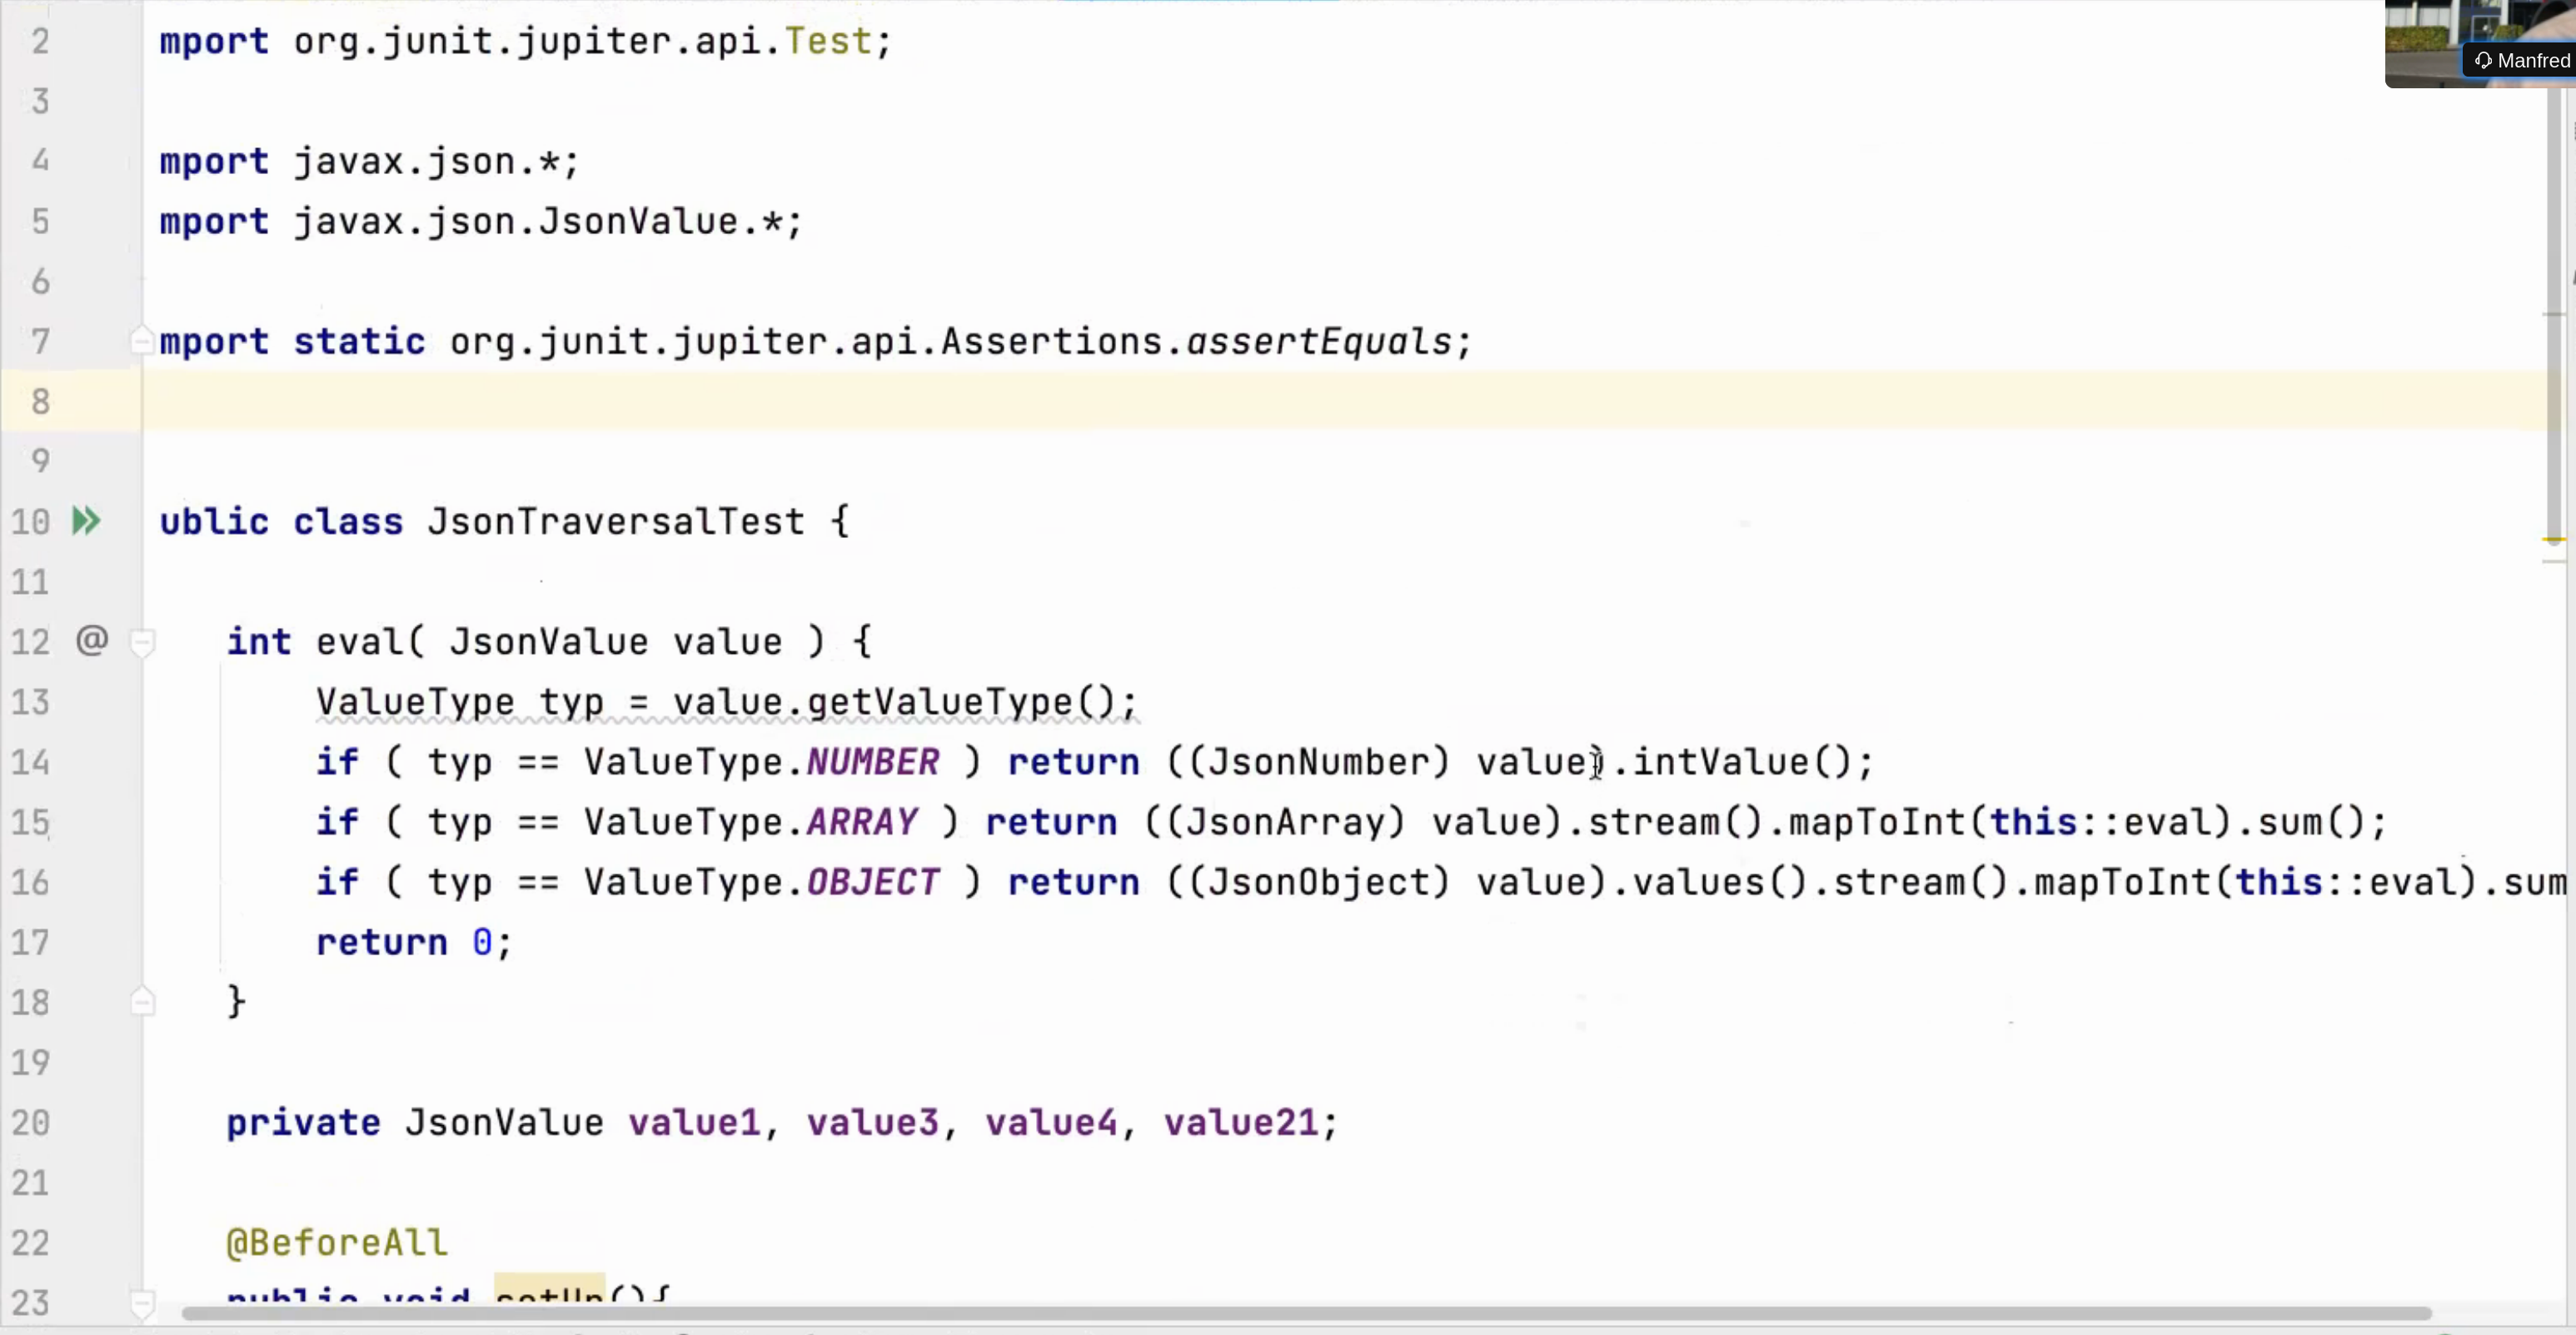 2 mport org.junit.jupiter.api.Test;
Manfred
3
4 mport javax.json.*;
5 mport javax.json.JsonValue.*;
6
7 mport static org.junit.jupiter.api.Assertions.assertEquals;
8
9
10 ublic class JsonTraversalTest {
11
12 @ int eval( JsonValue value ) {
13 ValueType typ = value.getValueType();
14 if ( typ == ValueType.NUMBER ) return ((JsonNumber) value).intValue();
15 if ( typ == ValueType.ARRAY ) return ((JsonArray) value).stream().mapToInt(this::eval).sum();
16 if ( typ == ValueType.OBJECT ) return ((JsonObject) value).values().stream().mapToInt(this::eval).sum
17 return 0;
18 }
19
20 private JsonValue value1, value3, value4, value21;
21
22 @BeforeAll
23 public void setUp(){